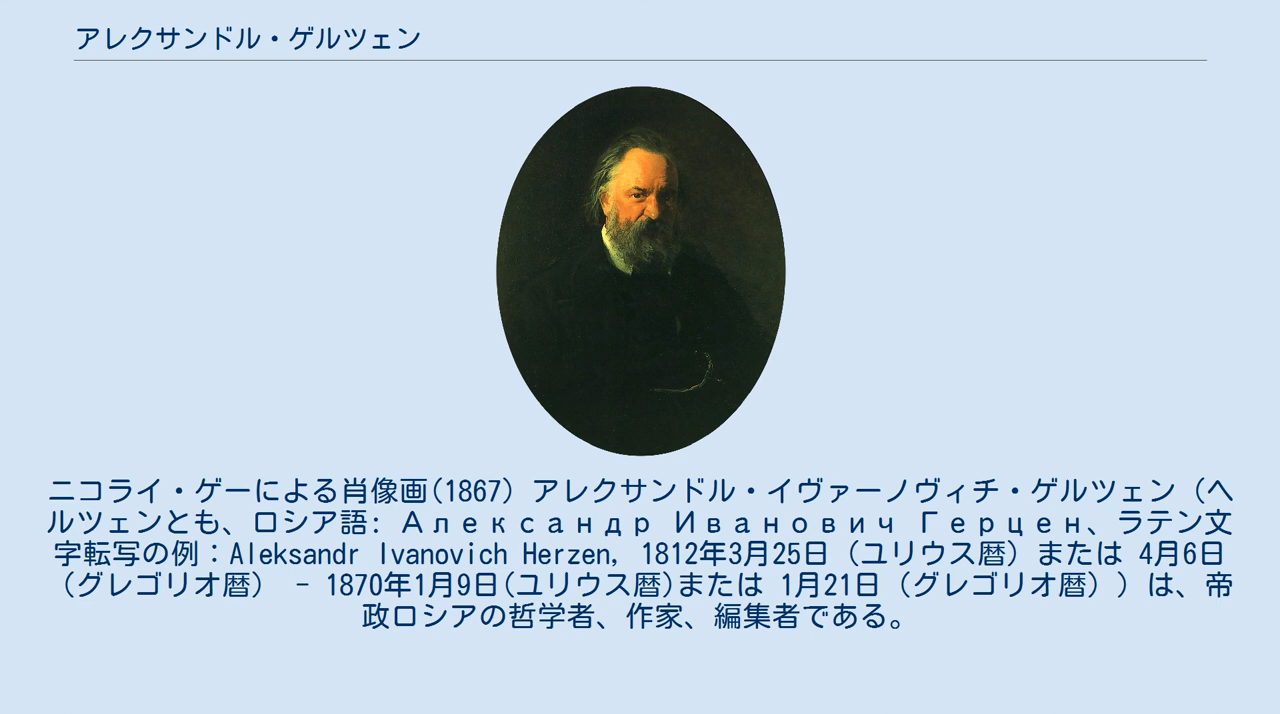 アレクサンドル・ゲルツェン
ニコライ・ゲーによる肖像画(1867) アレクサンドル・イヴァーノヴィチ・ゲルツェン（ヘ
ルツェンとも、ロシア語: Александр Иванович Герцен、ラテン文
字転写の例：Aleksandr Ivanovich Herzen, 1812年3月25日（ユリウス暦）または 4月6日
（グレゴリオ暦） - 1870年1月9日(ユリウス暦)または 1月21日（グレゴリオ暦））は、帝
政ロシアの哲学者、作家、編集者である。